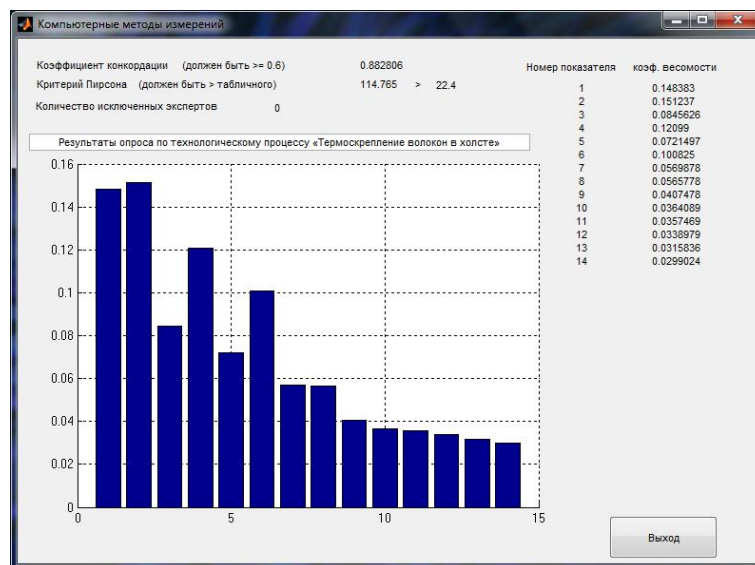 Компьютерные методы измерений
Коэффициент конкордации (должен быть >= 0.6) 0.882806
Критерий Пирсона (должен быть > табличного) 114.765 > 22.4
Количество исключенных экспертов 0
Номер показателя коэф. весомости
1 0.148383
2 0.151237
3 0.0845626
4 0.12099
5 0.0721497
6 0.100825
7 0.0569878
8 0.0565778
9 0.0407478
10 0.0364089
11 0.0357469
12 0.0338979
13 0.0315836
14 0.0299024
Результаты опроса по технологическому процессу «Термоскрепление волокон в холсте»
0.16
0.14
0.12
0.1
0.08
0.06
0.04
0.02
0
0 5 10 15
Выход